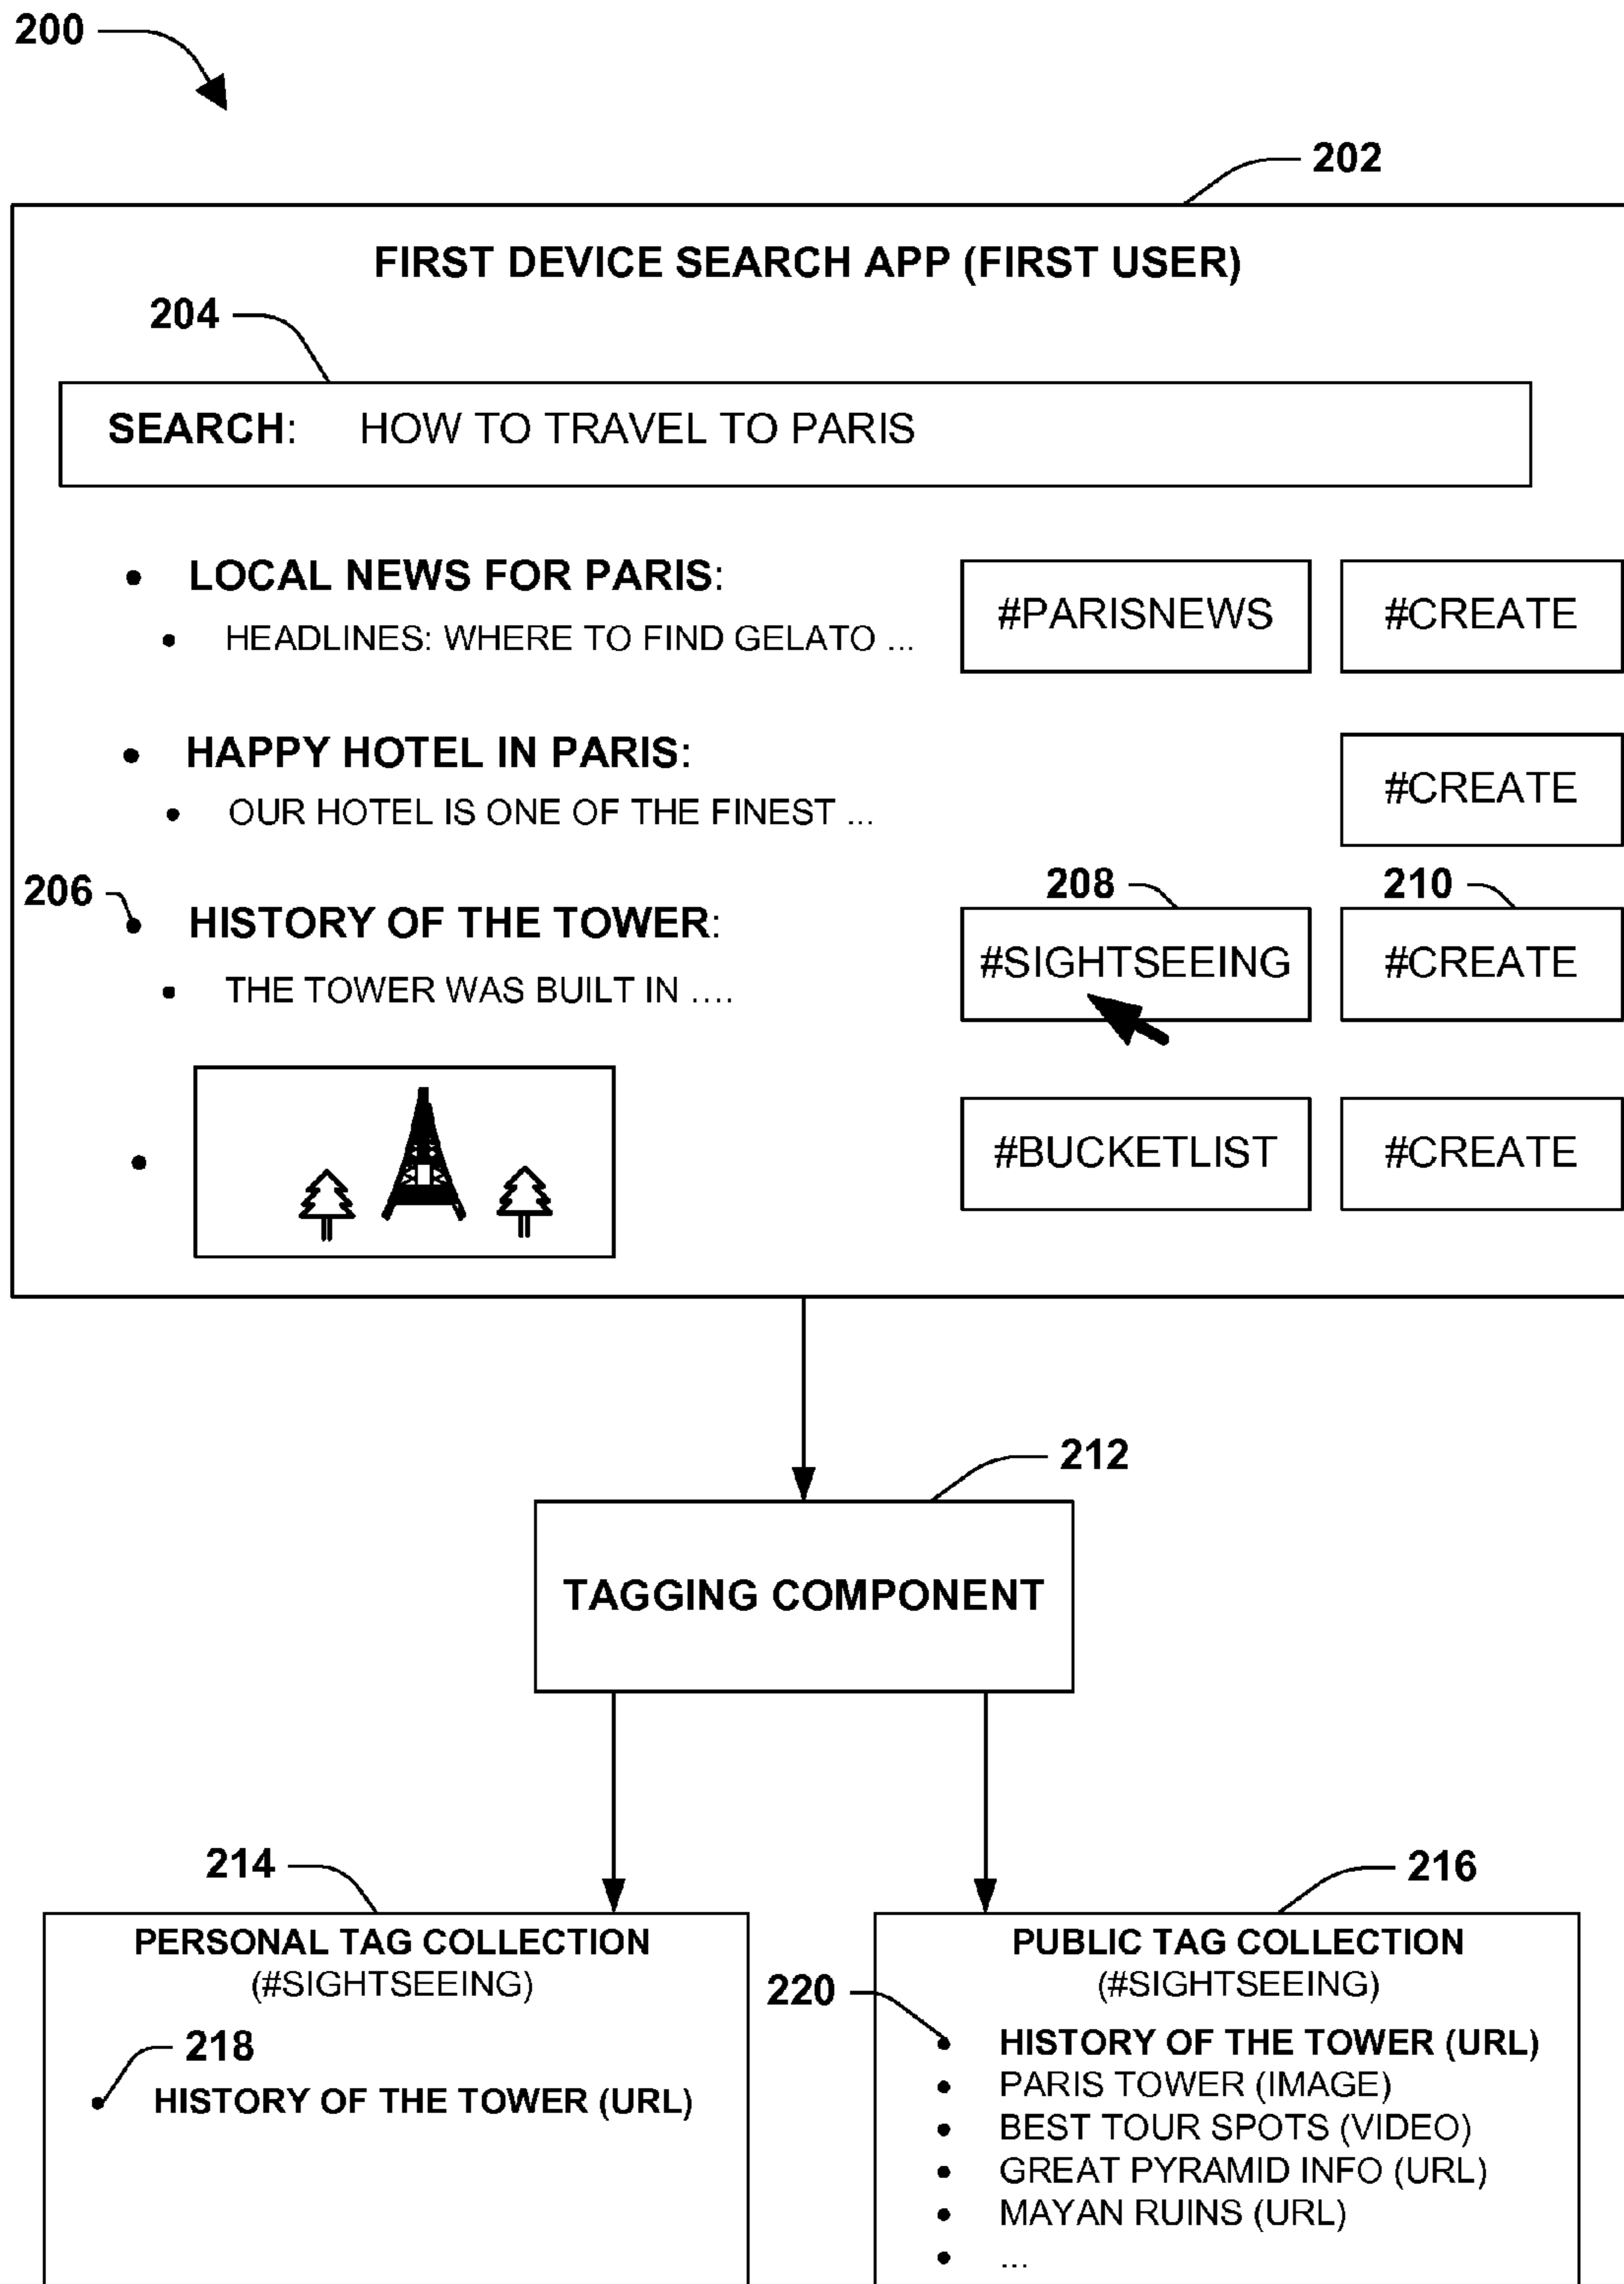 200
202
FIRST DEVICE SEARCH APP (FIRST USER)
204
SEARCH: HOW TO TRAVEL TO PARIS
• LOCAL NEWS FOR PARIS:
• HEADLINES: WHERE TO FIND GELATO ...
#PARISNEWS
#CREATE
• HAPPY HOTEL IN PARIS:
• OUR HOTEL IS ONE OF THE FINEST ...
#CREATE
206
208
210
• HISTORY OF THE TOWER:
• THE TOWER WAS BUILT IN ....
#SIGHTSEEING
#CREATE
#BUCKETLIST
#CREATE
212
TAGGING COMPONENT
214
PERSONAL TAG COLLECTION
(#SIGHTSEEING)
218
• HISTORY OF THE TOWER (URL)
216
PUBLIC TAG COLLECTION
(#SIGHTSEEING)
220
• HISTORY OF THE TOWER (URL)
• PARIS TOWER (IMAGE)
• BEST TOUR SPOTS (VIDEO)
• GREAT PYRAMID INFO (URL)
• MAYAN RUINS (URL)
• ...